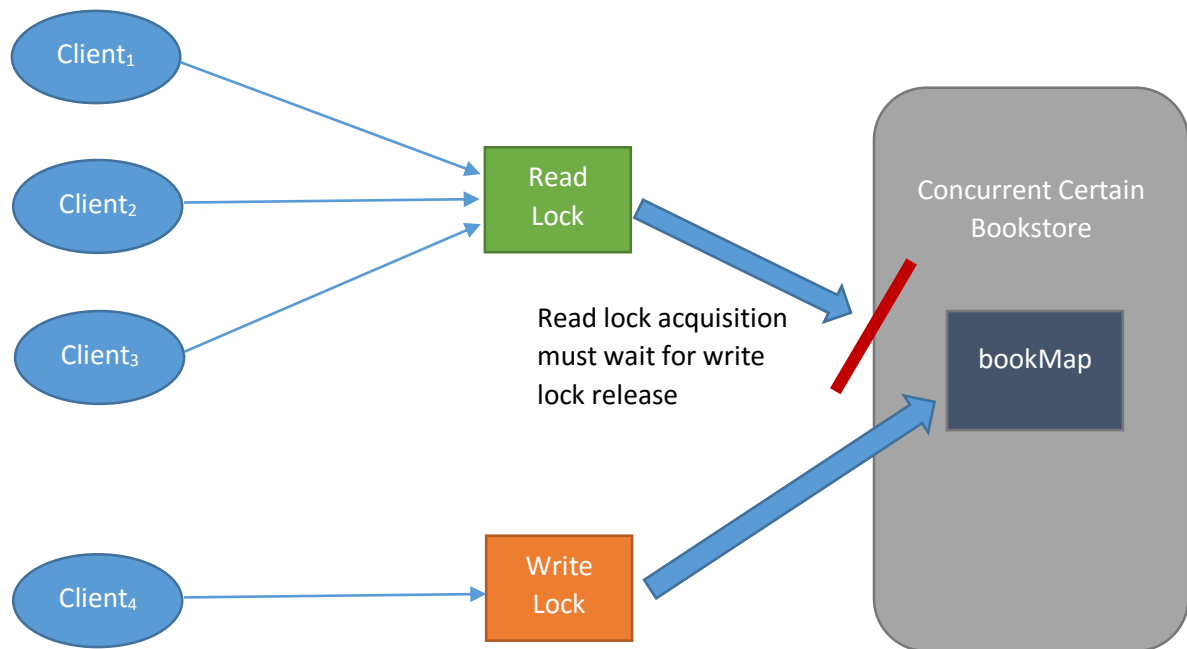 Client₁
Client₂
Client₃
Client₄
Read
Lock
Read lock acquisition
must wait for write
lock release
Write
Lock
Concurrent Certain
Bookstore
bookMap